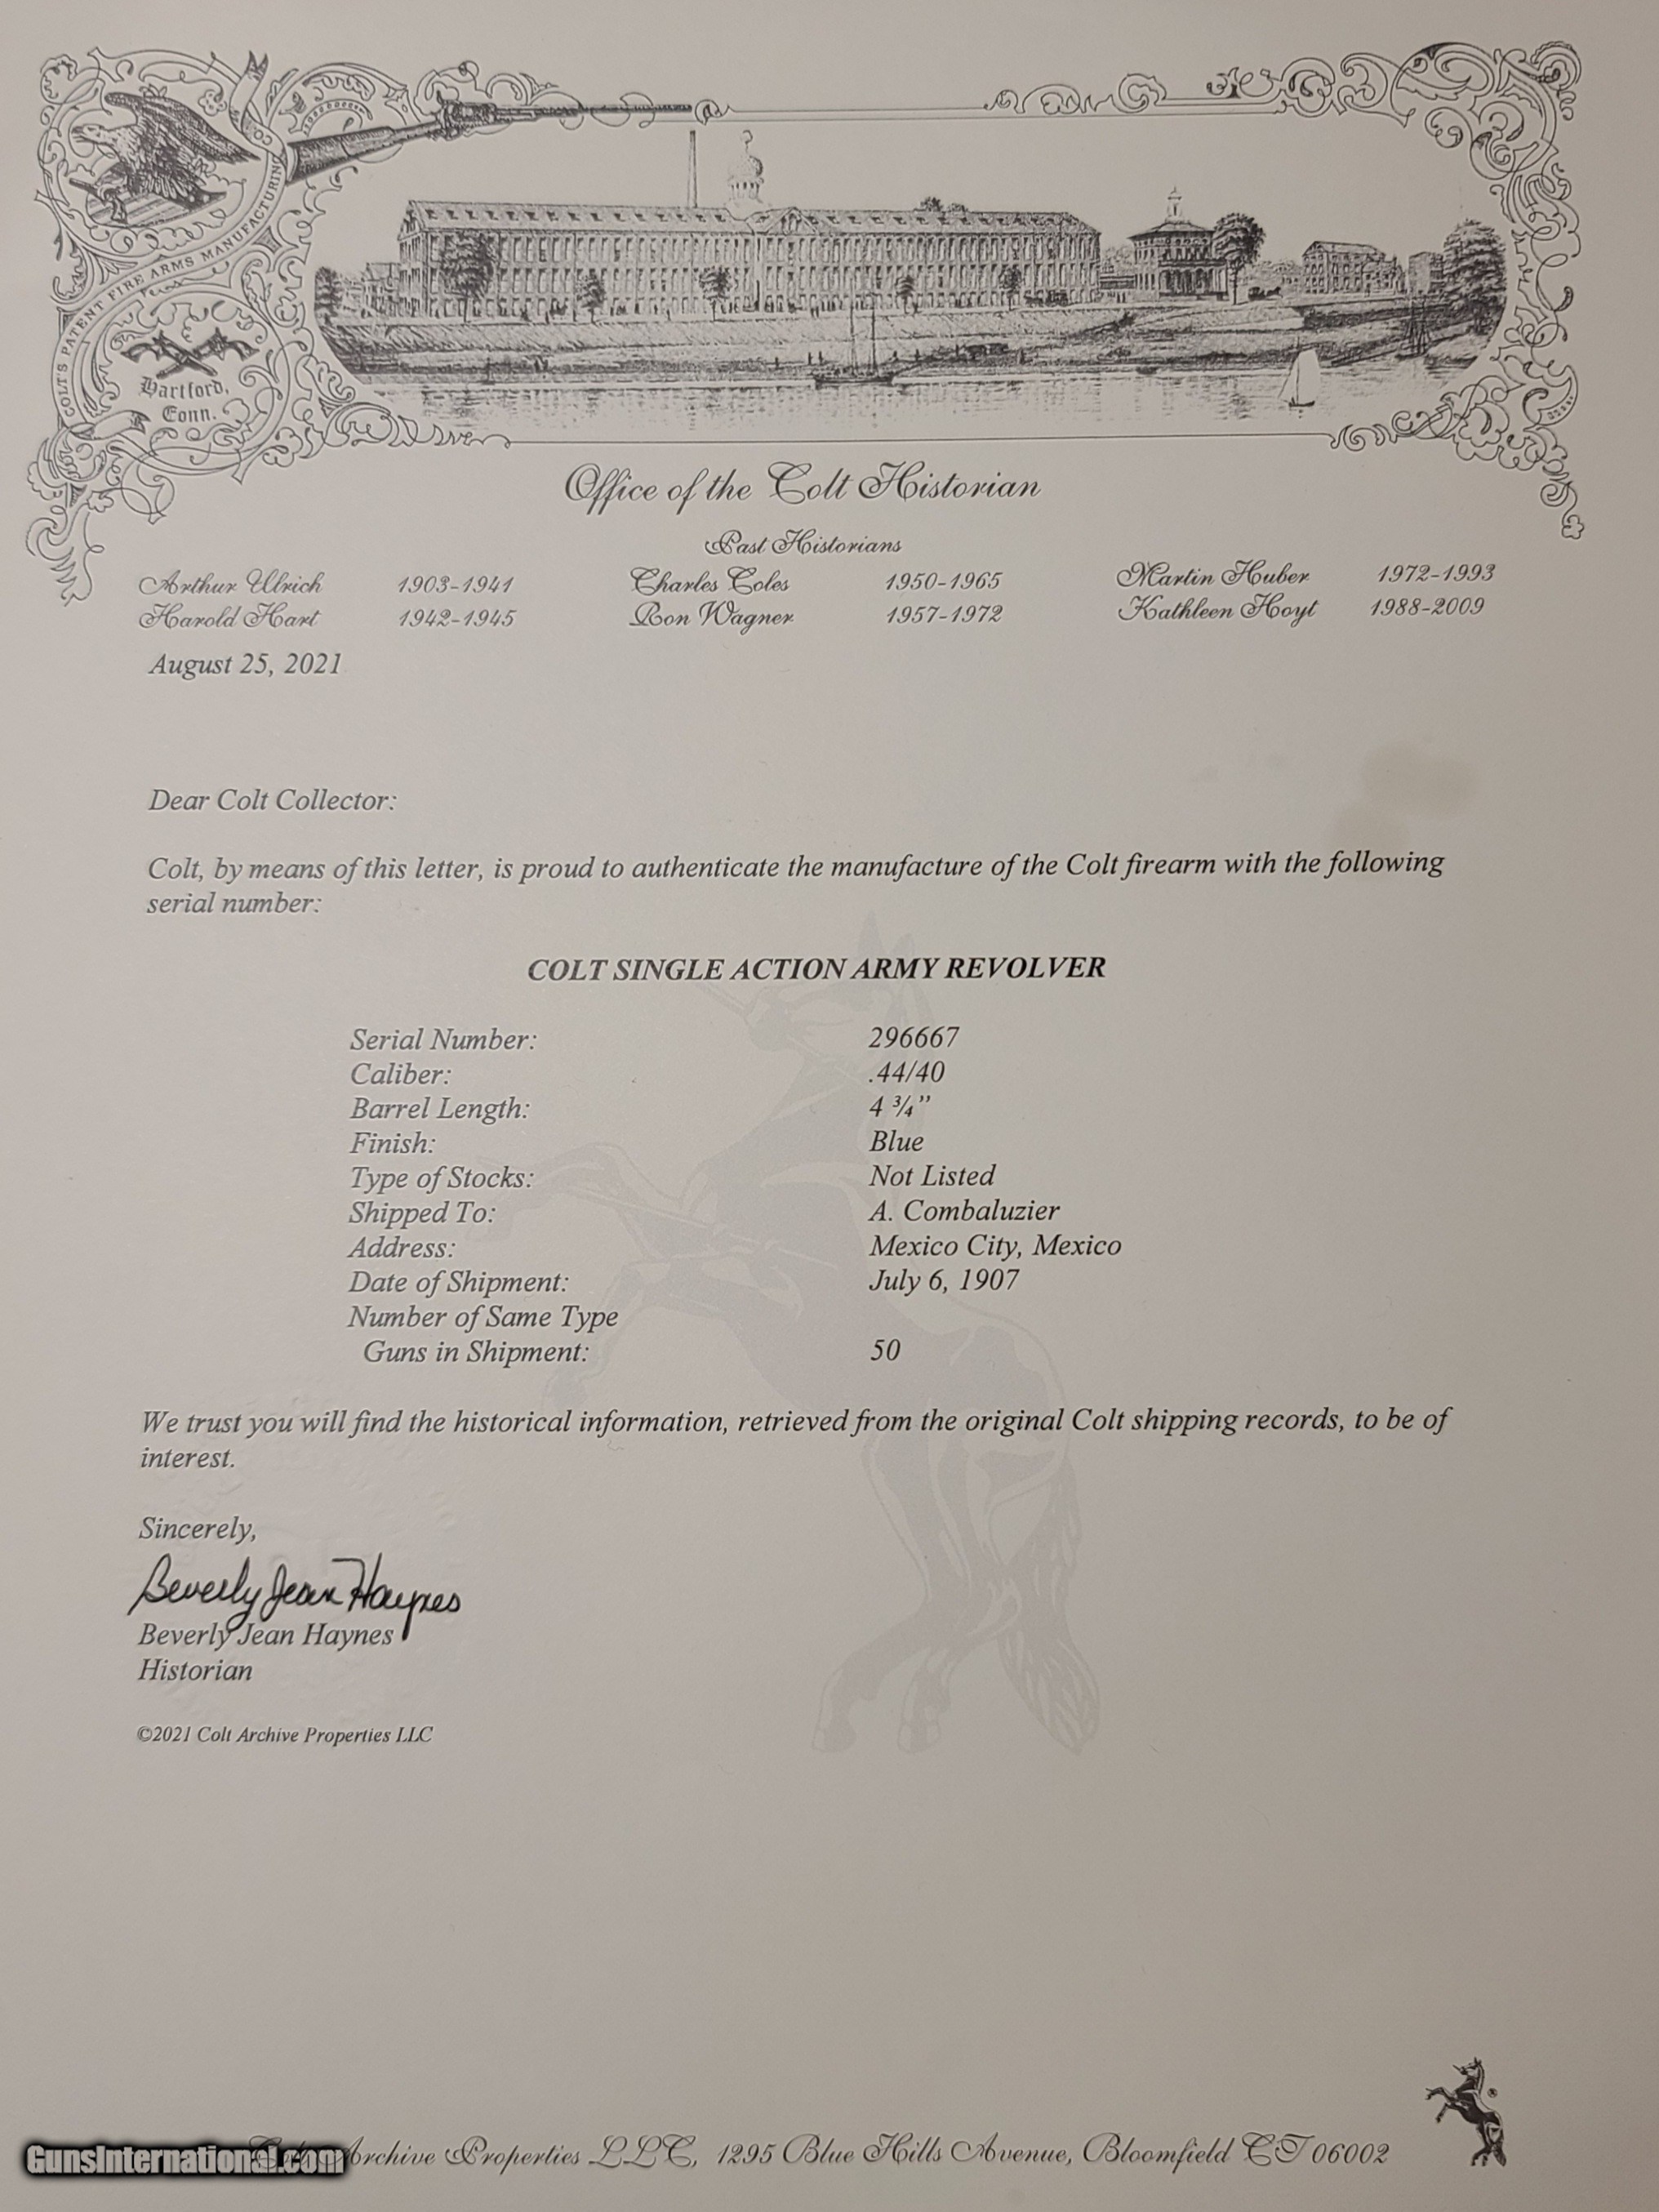 COLT'S PATENT FIRE ARMS MANUFACTURING CO.
Hartford,
Conn.
Office of the Colt Historian
Past Historians
Arthur Ulrich 1903-1941 Charles Coles 1950-1965 Martin Huber 1972-1993
Harold Hart 1942-1945 Ron Wagner 1957-1972 Kathleen Hoyt 1988-2009
August 25, 2021
Dear Colt Collector:
Colt, by means of this letter, is proud to authenticate the manufacture of the Colt firearm with the following
serial number:
COLT SINGLE ACTION ARMY REVOLVER
Serial Number: 296667
Caliber: .44/40
Barrel Length: 4 ¾”
Finish: Blue
Type of Stocks: Not Listed
Shipped To: A. Combaluzier
Address: Mexico City, Mexico
Date of Shipment: July 6, 1907
Number of Same Type
Guns in Shipment: 50
We trust you will find the historical information, retrieved from the original Colt shipping records, to be of
interest.
Sincerely,
Beverly Jean Haynes
Beverly Jean Haynes
Historian
©2021 Colt Archive Properties LLC
Archive Properties LLC, 1295 Blue Hills Avenue, Bloomfield CT 06002
®
GunsInternational.com